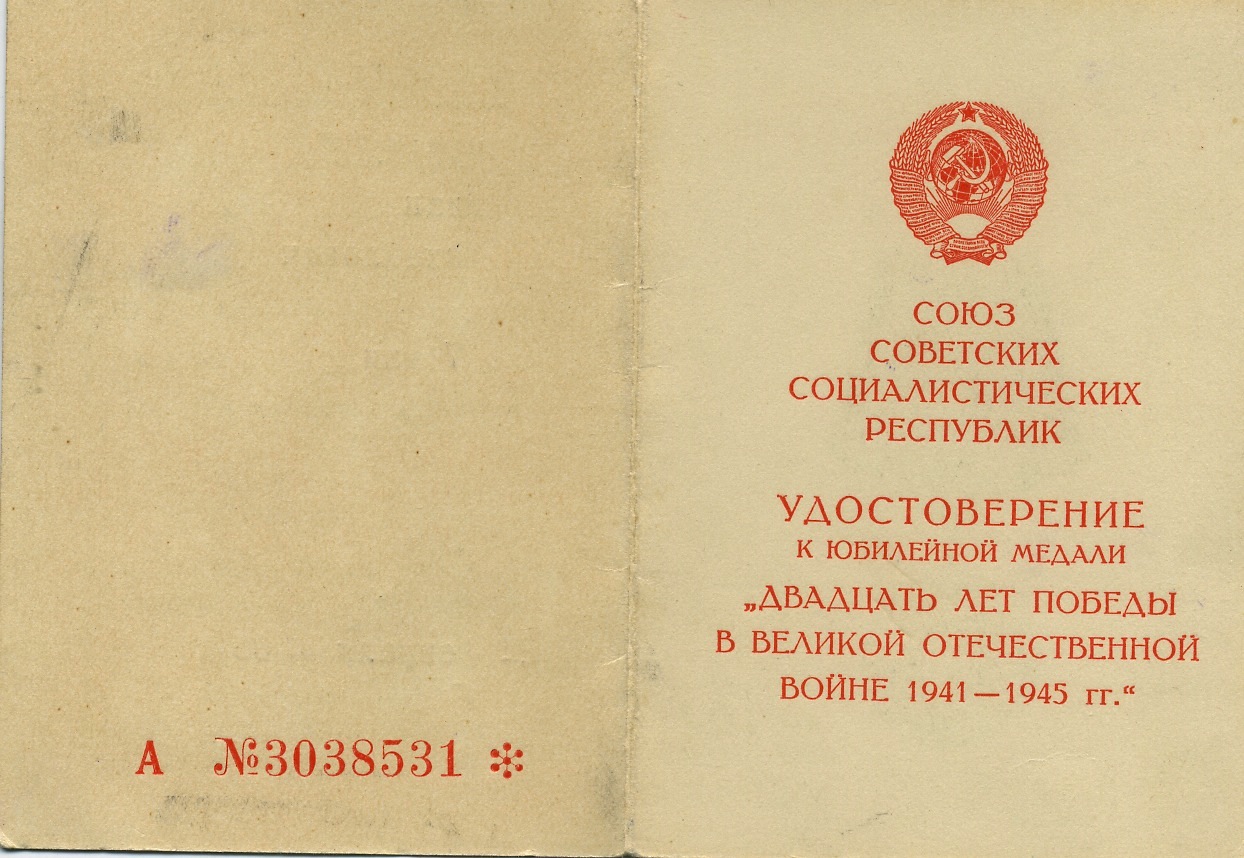 А №3038531 *
СОЮЗ
СОВЕТСКИХ
СОЦИАЛИСТИЧЕСКИХ
РЕСПУБЛИК
УДОСТОВЕРЕНИЕ
К ЮБИЛЕЙНОЙ МЕДАЛИ
„ДВАДЦАТЬ ЛЕТ ПОБЕДЫ
В ВЕЛИКОЙ ОТЕЧЕСТВЕННОЙ
ВОЙНЕ 1941—1945 гг.“